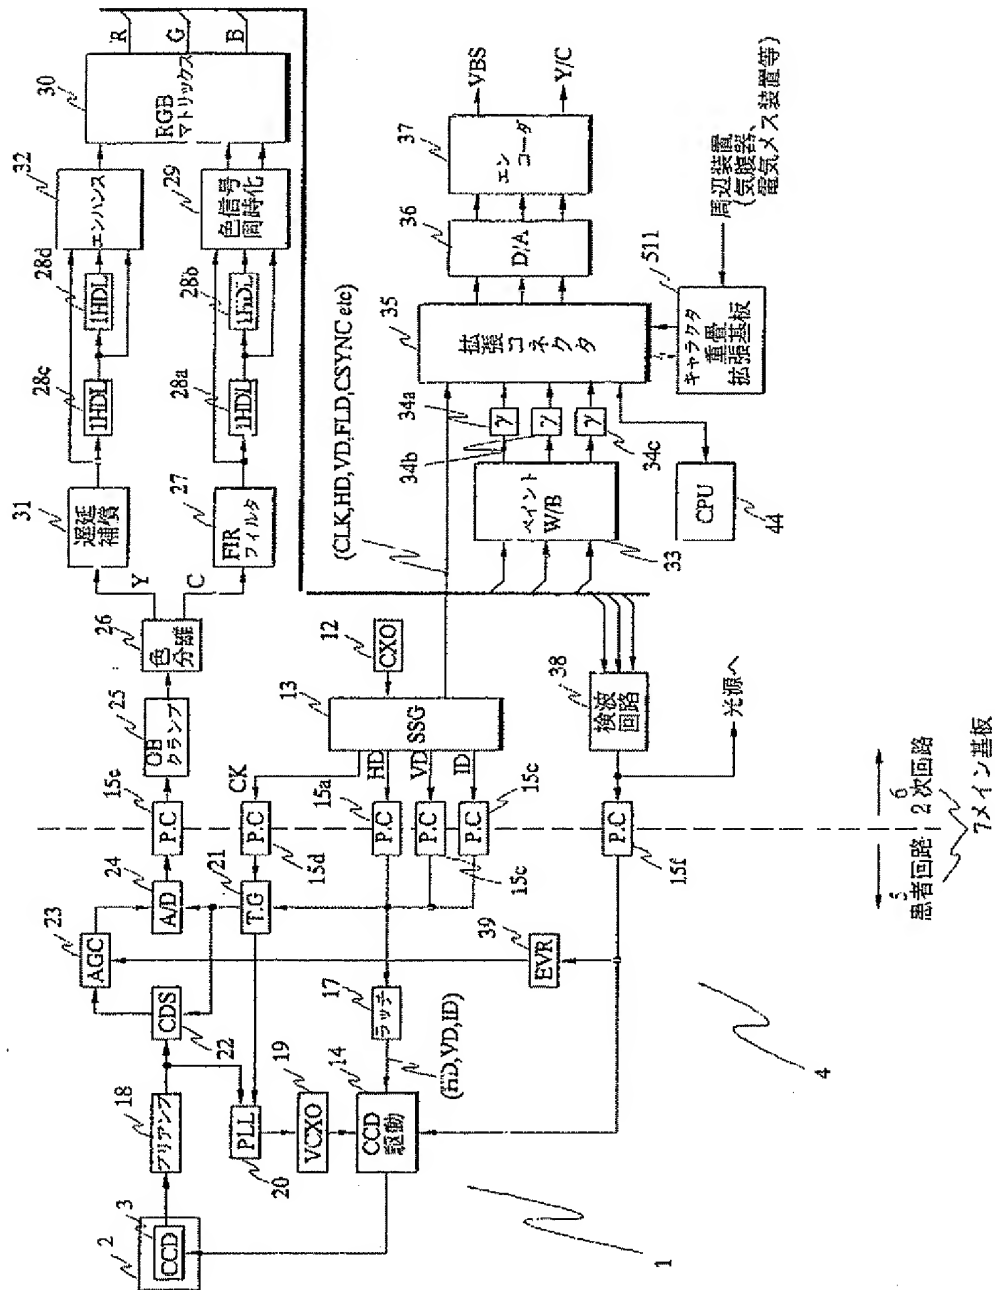 2
3
CCD
18
プリアンプ
CDS
22
23
AGC
24
A/D
15e
P.C
25
OB
クランプ
26
色
分離
Y
C
31
遅延
補償
27
FIR
フィルタ
28c
1HDL
28d
1HDL
28a
1HDL
28b
1HDL
32
エンハンス
29
色信号
同時化
30
RGB
マトリックス
R
G
B
PLL
20
VCXO
19
14
CCD
駆動
17
ラッチ
(HD,VD,ID)
21
T.G
P.C
15d
CK
15a
P.C
P.C
P.C
15c
15c
HD
VD
ID
13
SSG
12
CXO
(CLK,HD,VD,FLD,CSYNC etc)
39
EVR
P.C
15f
38
検波
回路
光源へ
ペイント
W/B
33
34a
γ
34b
γ
γ
34c
35
拡張コネクタ
36
D/A
37
エンコーダ
VBS
Y/C
CPU
44
511
キャラクタ
重畳
拡張基板
周辺装置
(気腹器、
電気メス装置等)
1
4
5
患者回路
6
2次回路
7メイン基板